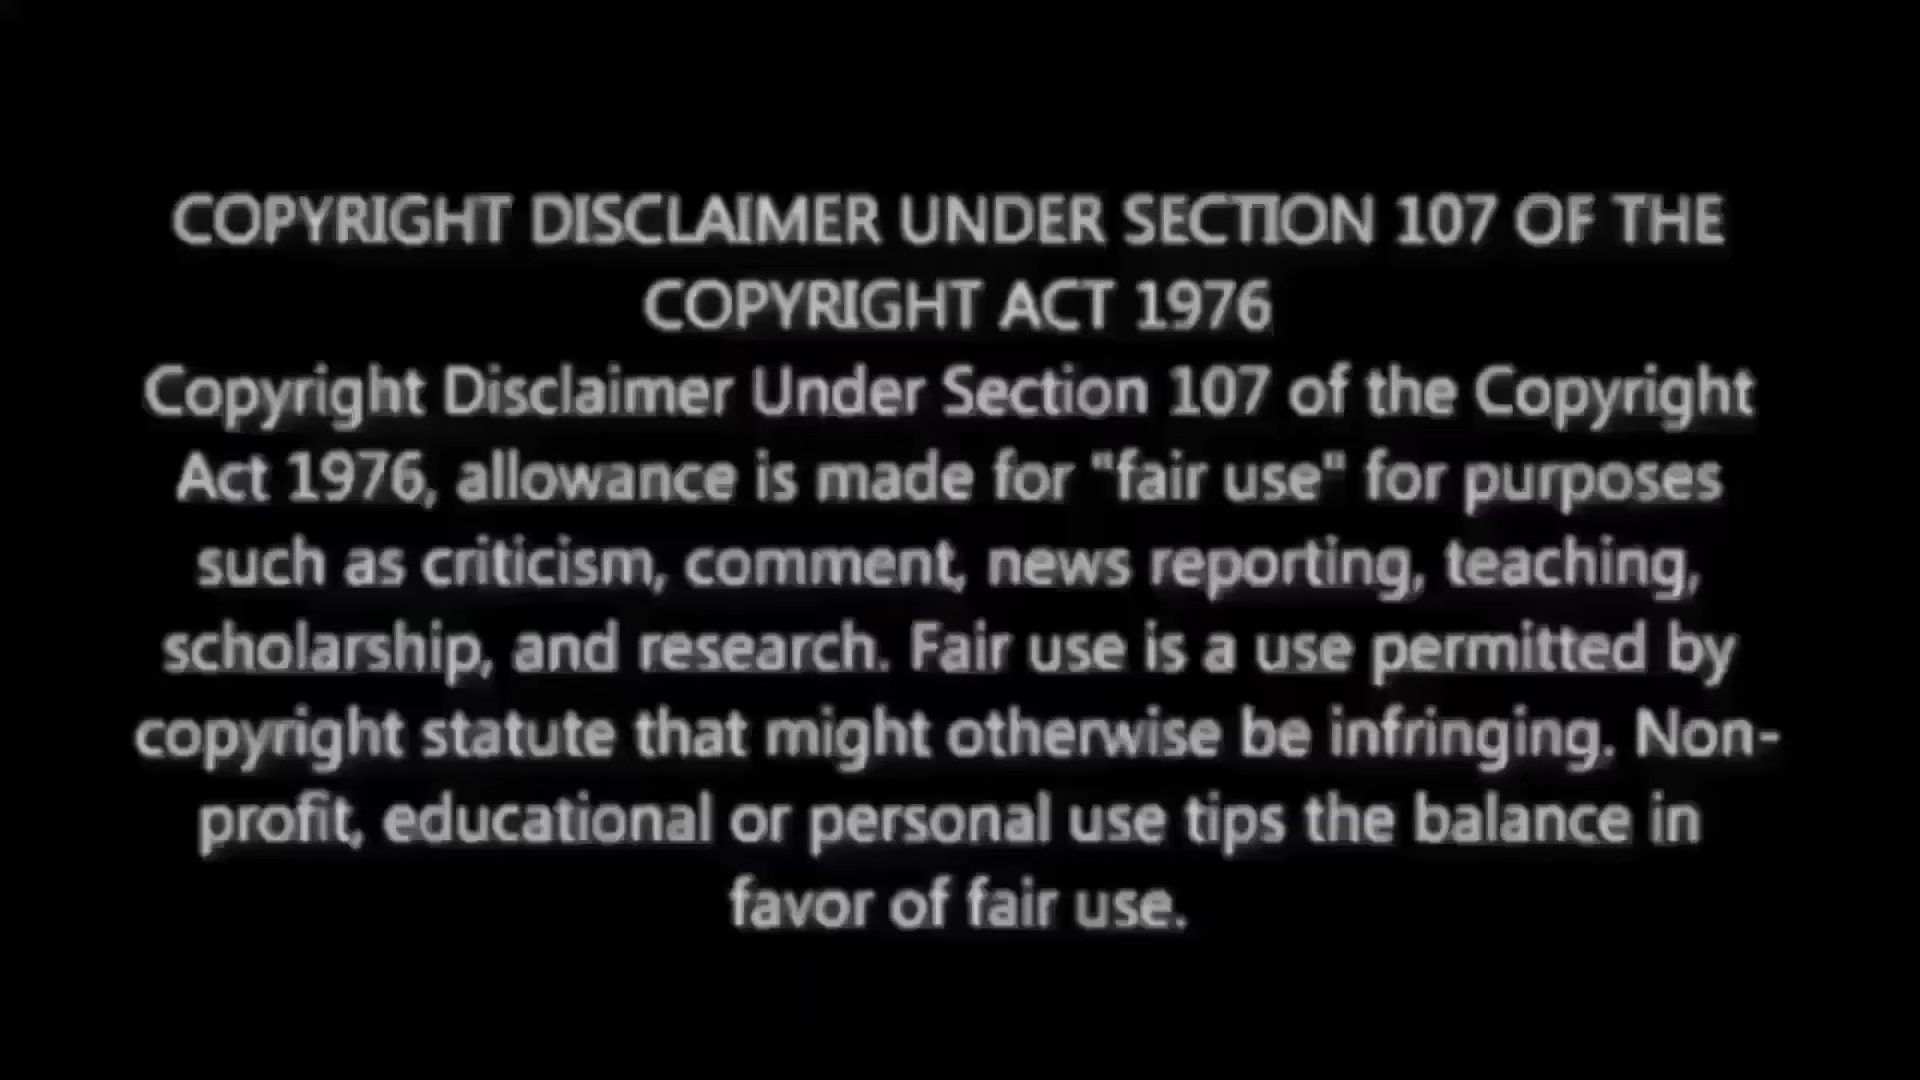 COPYRIGHT DISCLAIMER UNDER SECTION 107 OF THE
COPYRIGHT ACT 1976
Copyright Disclaimer Under Section 107 of the Copyright
Act 1976, allowance is made for "fair use" for purposes
such as criticism, comment, news reporting, teaching,
scholarship, and research. Fair use is a use permitted by
copyright statute that might otherwise be infringing. Non-
profit, educational or personal use tips the balance in
favor of fair use.